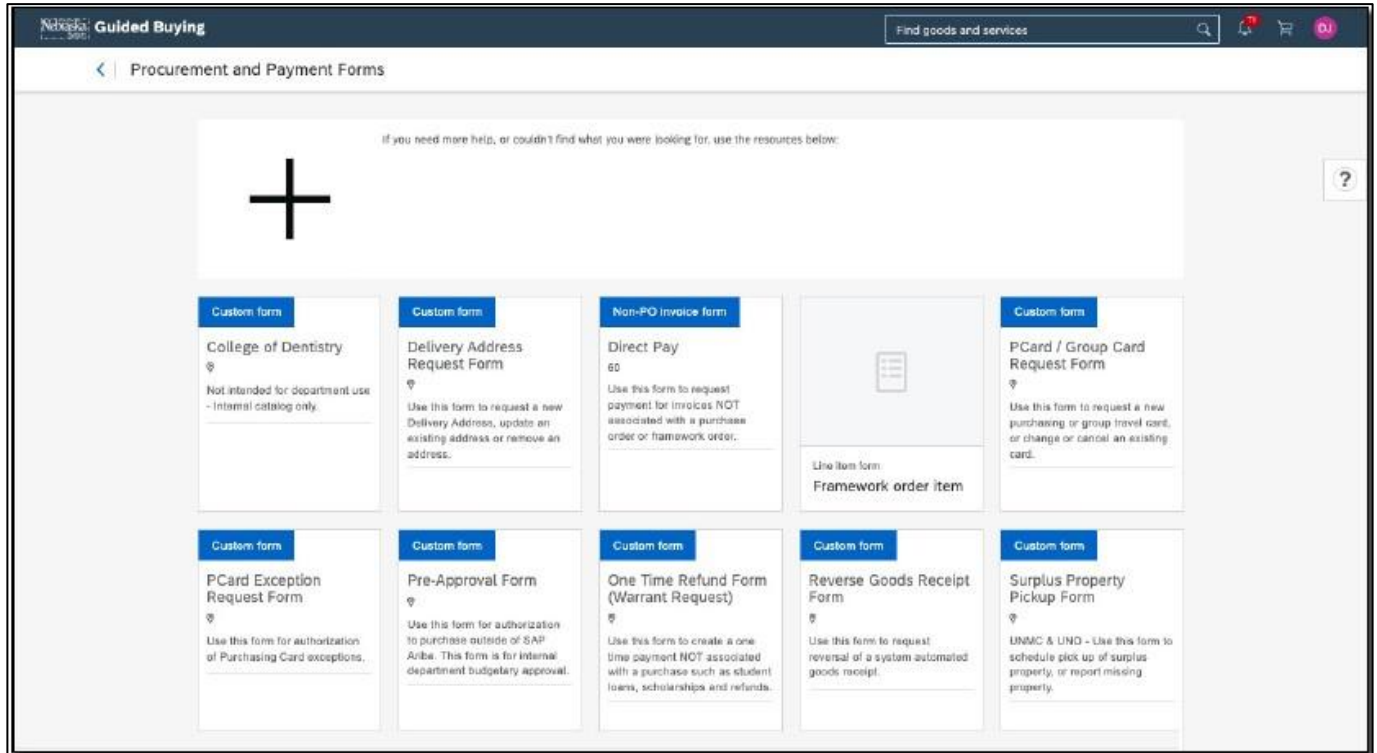 Nebraska Guided Buying
Find goods and services
DJ
Procurement and Payment Forms
If you need more help, or couldn't find what you were looking for, use the resources below:
?
Custom form
College of Dentistry
Not intended for department use
- Internal catalog only.
Custom form
Delivery Address
Request Form
Use this form to request a new
Delivery Address, update an
existing address or remove an
address.
Non-PO invoice form
Direct Pay
60
Use this form to request
payment for invoices NOT
associated with a purchase
order or framework order.
Line item form
Framework order item
Custom form
PCard / Group Card
Request Form
Use this form to request a new
purchasing or group travel card,
or change or cancel an existing
card.
Custom form
PCard Exception
Request Form
Use this form for authorization
of Purchasing Card exceptions.
Custom form
Pre-Approval Form
Use this form for authorization
to purchase outside of SAP
Ariba. This form is for internal
department budgetary approval.
Custom form
One Time Refund Form
(Warrant Request)
Use this form to create a one
time payment NOT associated
with a purchase such as student
loans, scholarships and refunds.
Custom form
Reverse Goods Receipt
Form
Use this form to request
reversal of a system automated
goods receipt.
Custom form
Surplus Property
Pickup Form
UNMC & UNO - Use this form to
schedule pick up of surplus
property, or report missing
property.